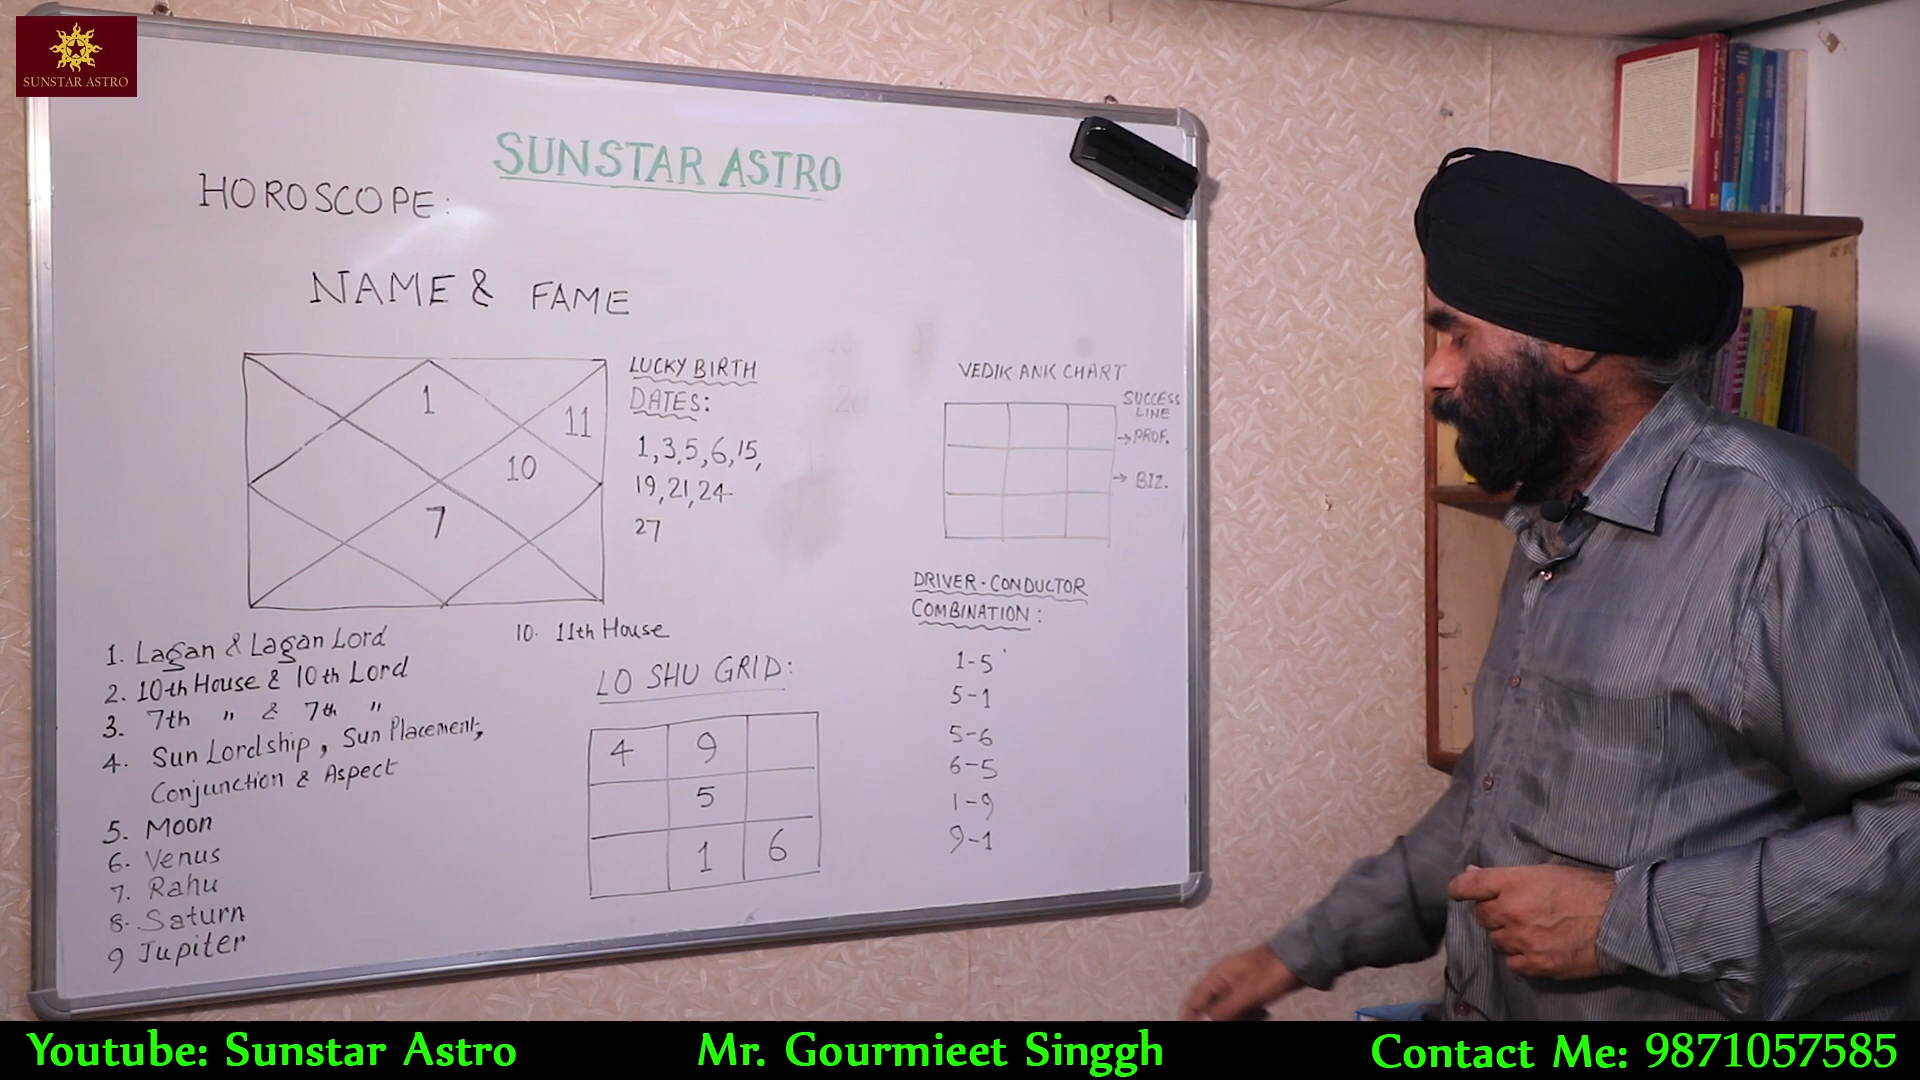 SUNSTAR ASTRO
SUNSTAR ASTRO
HOROSCOPE:
NAME & FAME
1
11
10
7
LUCKY BIRTH
DATES:
1,3,5,6,15,
19,21,24
27
VEDIK ANK CHART
SUCCESS
LINE
→ PROF.
→ BIZ.
DRIVER-CONDUCTOR
COMBINATION:
1-5
5-1
5-6
6-5
1-9
9-1
1. Lagan & Lagan Lord
2. 10th House & 10th Lord
3. 7th " & 7th "
4. Sun Lordship, Sun Placement,
Conjunction & Aspect
5. Moon
6. Venus
7. Rahu
8. Saturn
9 Jupiter
10. 11th House
LO SHU GRID:
4 9
5
1 6
Youtube: Sunstar Astro Mr. Gourmieet Singgh Contact Me: 9871057585